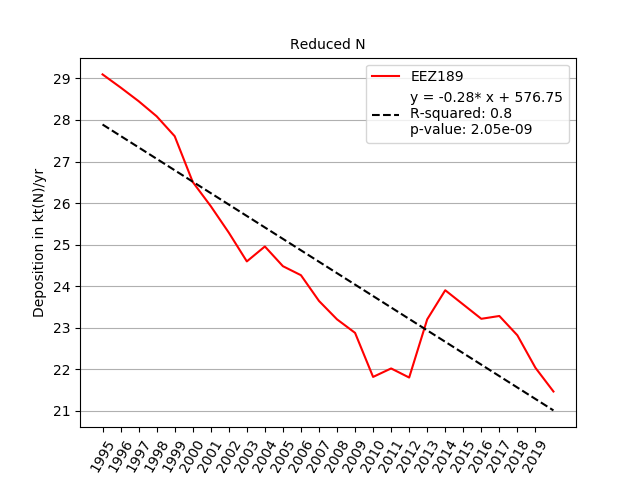 Reduced N
EEZ189
y = -0.28* x + 576.75
R-squared: 0.8
p-value: 2.05e-09
Deposition in kt(N)/yr
29
28
27
26
25
24
23
22
21
1995 1996 1997 1998 1999 2000 2001 2002 2003 2004 2005 2006 2007 2008 2009 2010 2011 2012 2013 2014 2015 2016 2017 2018 2019